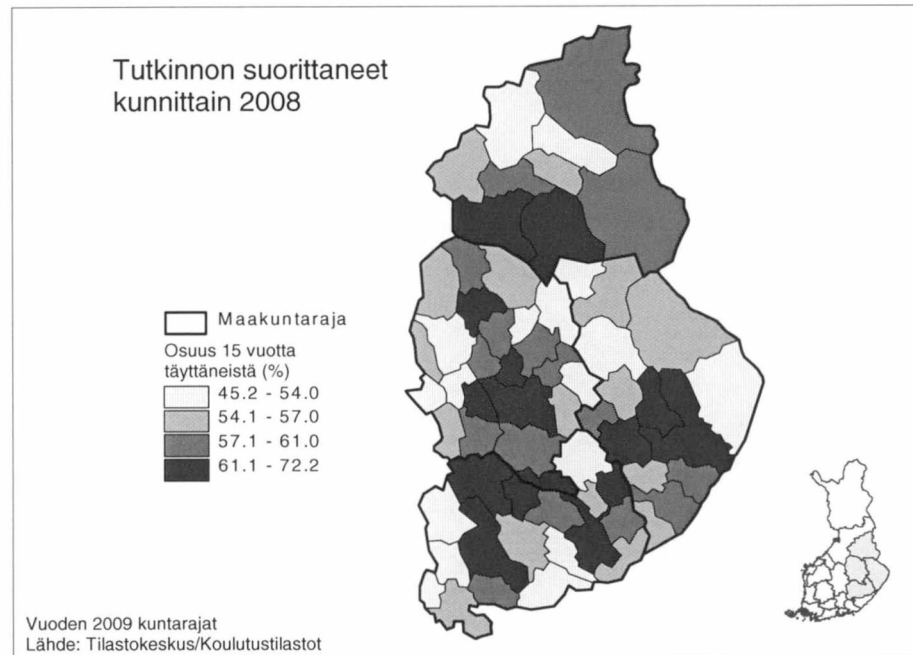 Tutkinnon suorittaneet
kunnittain 2008
Maakuntaraja
Osuus 15 vuotta
täyttäneistä (%)
45.2 - 54.0
54.1 - 57.0
57.1 - 61.0
61.1 - 72.2
Vuoden 2009 kuntarajat
Lähde: Tilastokeskus/Koulutustilastot